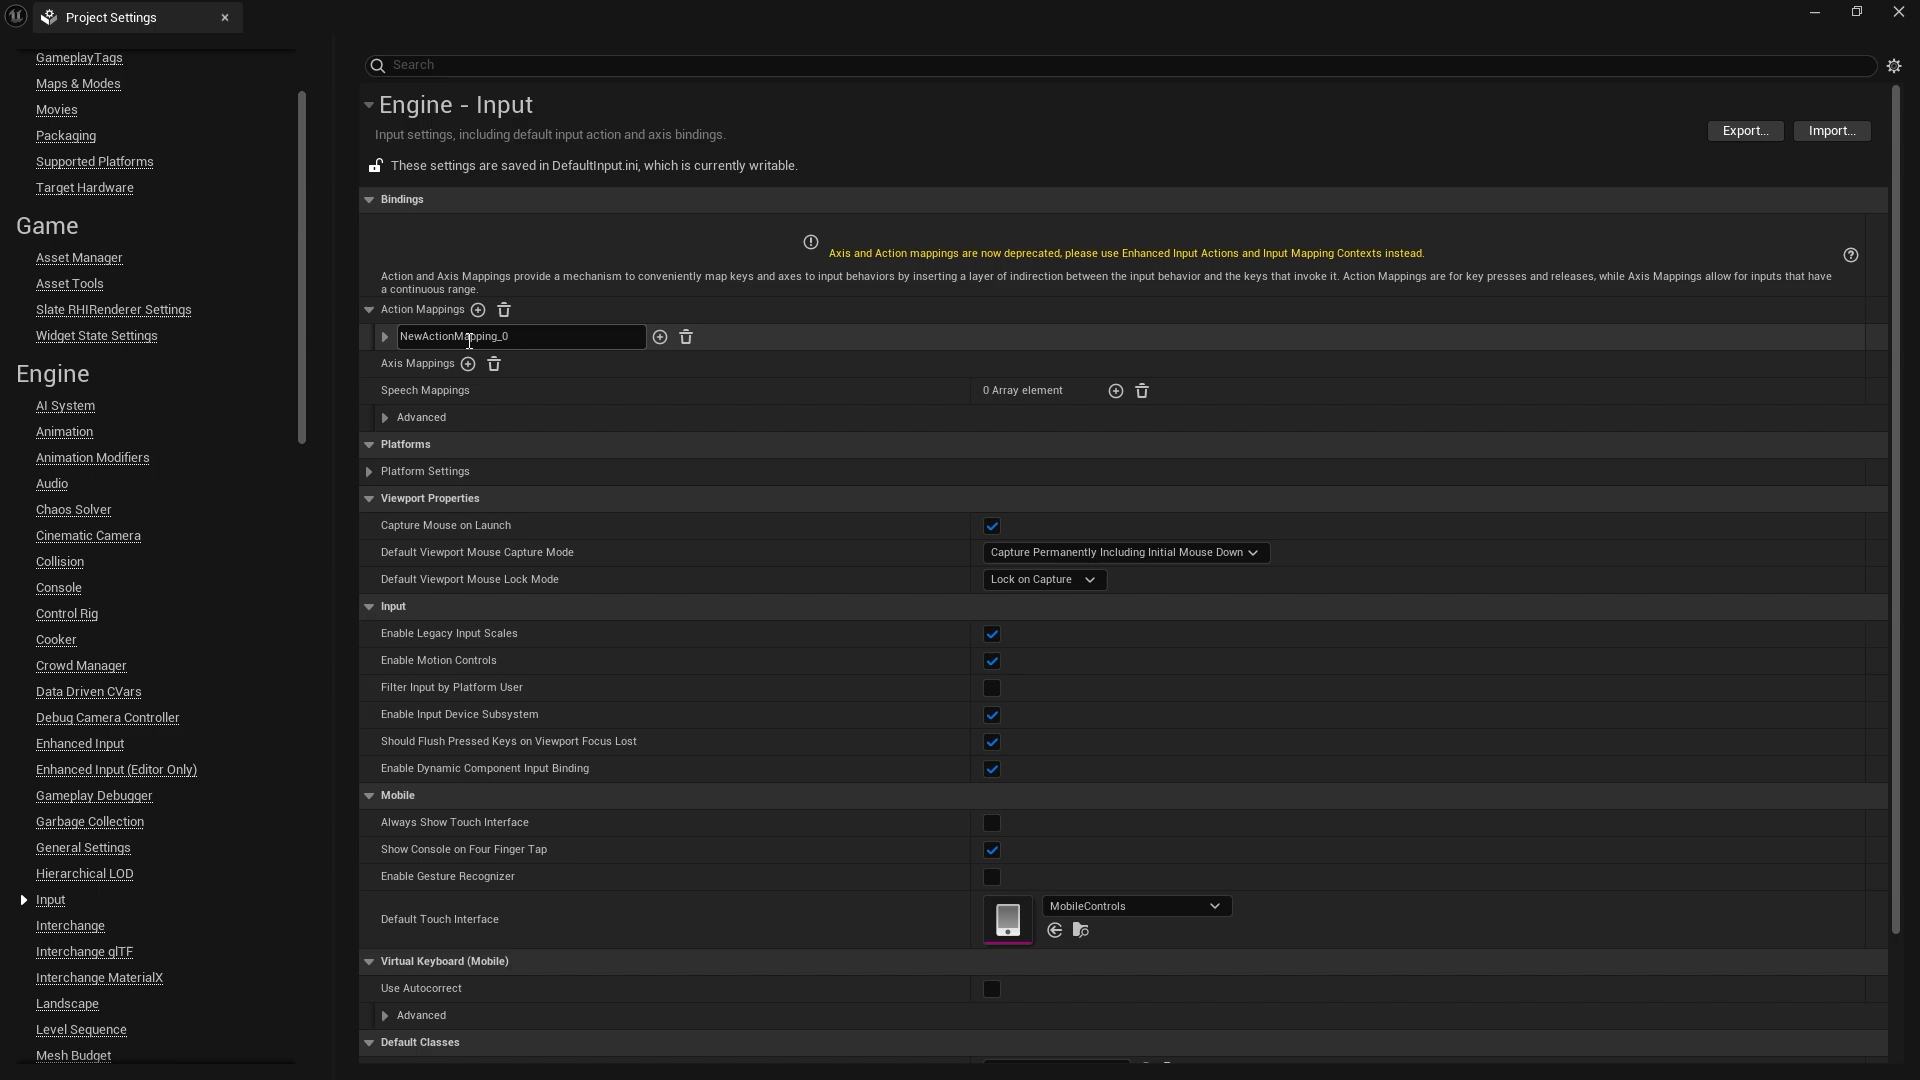 Project Settings
GameplayTags
Maps & Modes
Movies
Packaging
Supported Platforms
Target Hardware
Game
Asset Manager
Asset Tools
Slate RHIRenderer Settings
Widget State Settings
Engine
AI System
Animation
Animation Modifiers
Audio
Chaos Solver
Cinematic Camera
Collision
Console
Control Rig
Cooker
Crowd Manager
Data Driven CVars
Debug Camera Controller
Enhanced Input
Enhanced Input (Editor Only)
Gameplay Debugger
Garbage Collection
General Settings
Hierarchical LOD
Input
Interchange
Interchange glTF
Interchange MaterialX
Landscape
Level Sequence
Mesh Budget
Search
Engine - Input
Input settings, including default input action and axis bindings.
Export...
Import...
These settings are saved in DefaultInput.ini, which is currently writable.
Bindings
Axis and Action mappings are now deprecated, please use Enhanced Input Actions and Input Mapping Contexts instead.
Action and Axis Mappings provide a mechanism to conveniently map keys and axes to input behaviors by inserting a layer of indirection between the input behavior and the keys that invoke it. Action Mappings are for key presses and releases, while Axis Mappings allow for inputs that have
a continuous range.
Action Mappings
NewActionMapping_0
Axis Mappings
Speech Mappings
0 Array element
Advanced
Platforms
Platform Settings
Viewport Properties
Capture Mouse on Launch
Default Viewport Mouse Capture Mode
Capture Permanently Including Initial Mouse Down
Default Viewport Mouse Lock Mode
Lock on Capture
Input
Enable Legacy Input Scales
Enable Motion Controls
Filter Input by Platform User
Enable Input Device Subsystem
Should Flush Pressed Keys on Viewport Focus Lost
Enable Dynamic Component Input Binding
Mobile
Always Show Touch Interface
Show Console on Four Finger Tap
Enable Gesture Recognizer
Default Touch Interface
MobileControls
Virtual Keyboard (Mobile)
Use Autocorrect
Advanced
Default Classes